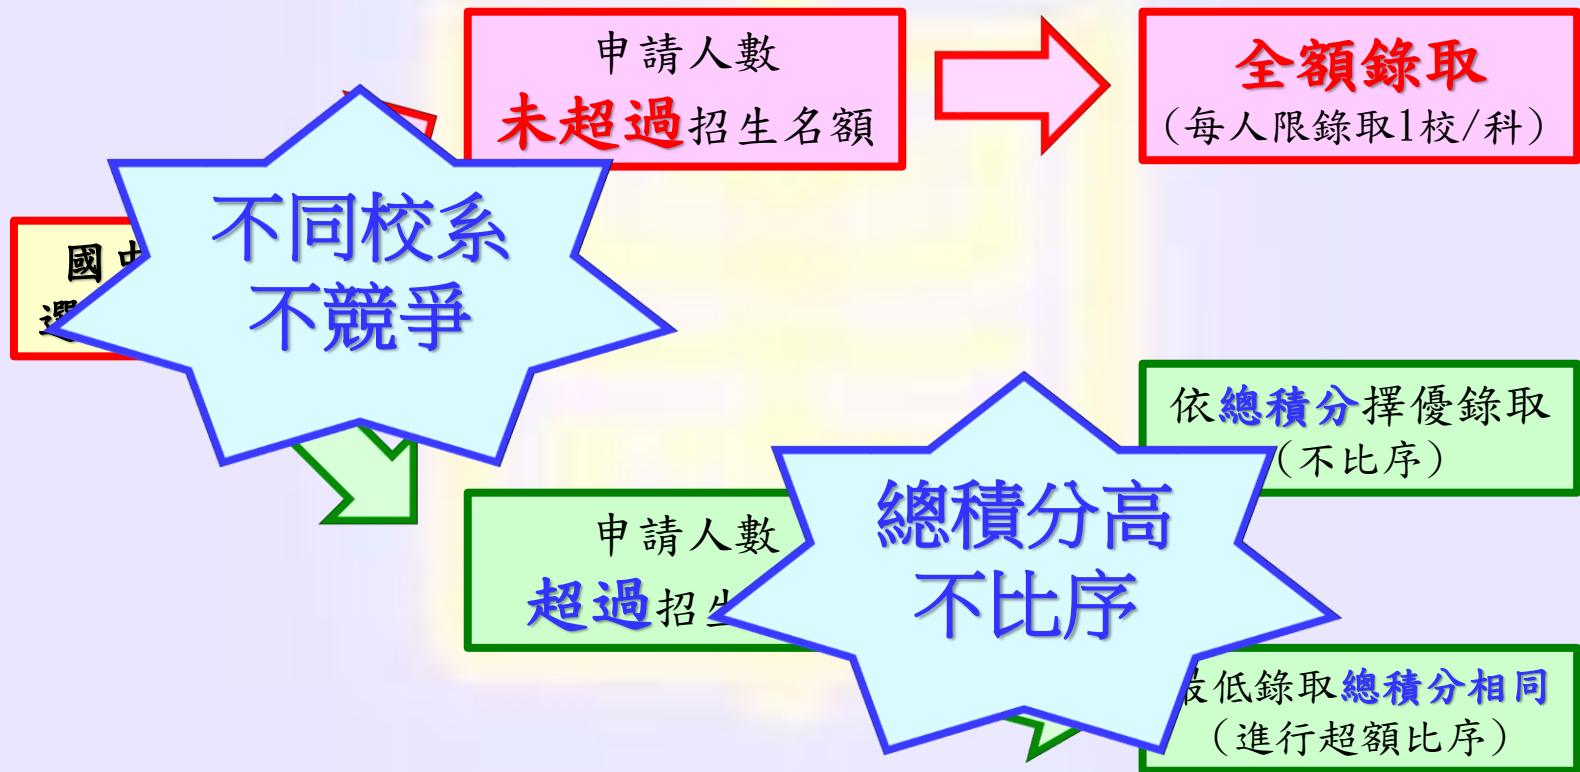 申請人數
未超過招生名額
全額錄取
(每人限錄取1校/科)
不同校系
不競爭
國中
選
依總積分擇優錄取
(不比序)
總積分高
不比序
申請人數
超過招生
最低錄取總積分相同
(進行超額比序)